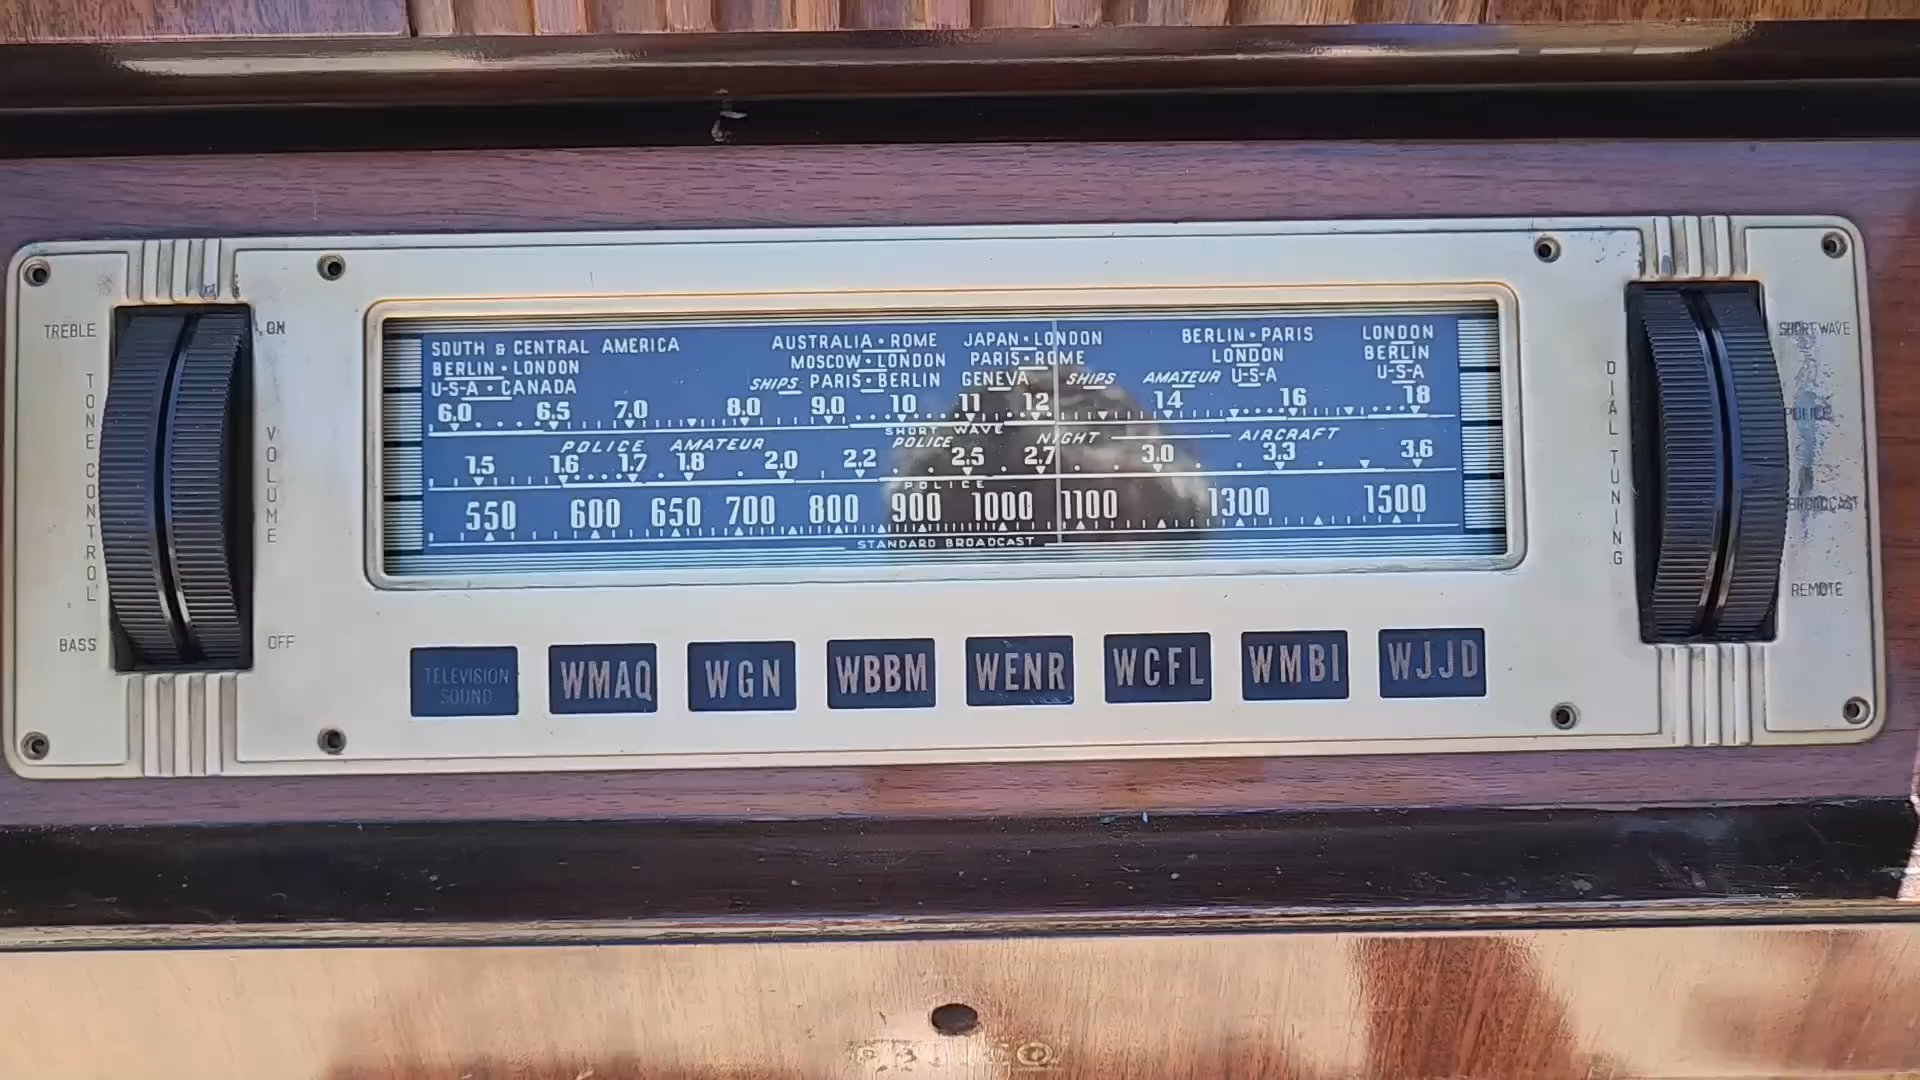 TREBLE
ON
TONE CONTROL
VOLUME
BASS
OFF
SOUTH & CENTRAL AMERICA
BERLIN • LONDON
U-S-A • CANADA
AUSTRALIA • ROME
MOSCOW • LONDON
SHIPS PARIS • BERLIN
JAPAN • LONDON
PARIS • ROME
GENEVA
SHIPS
AMATEUR
BERLIN • PARIS
LONDON
U-S-A
LONDON
BERLIN
U-S-A
6.0 6.5 7.0 8.0 9.0 10 11 12 14 16 18
SHORT WAVE
POLICE AMATEUR POLICE NIGHT AIRCRAFT
1.5 1.6 1.7 1.8 2.0 2.2 2.5 2.7 3.0 3.3 3.6
POLICE
550 600 650 700 800 900 1000 1100 1300 1500
STANDARD BROADCAST
DIAL TUNING
SHORT WAVE
POLICE
BROADCAST
REMOTE
TELEVISION
SOUND
WMAQ
WGN
WBBM
WENR
WCFL
WMBI
WJJD
PHILCO